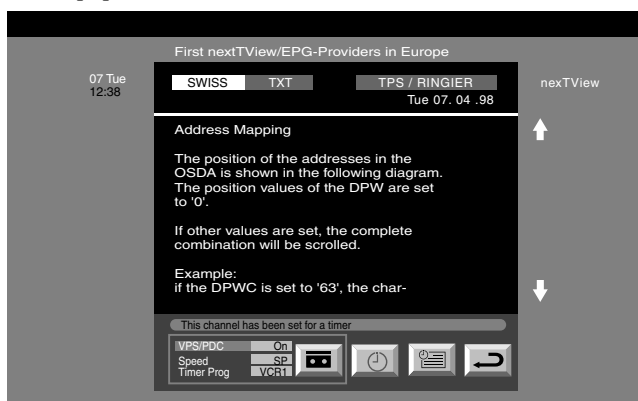 First nextTView/EPG-Providers in Europe
07 Tue
12:38
SWISS TXT TPS / RINGIER nexTView
Tue 07. 04 .98
Address Mapping
The position of the addresses in the
OSDA is shown in the following diagram.
The position values of the DPW are set
to '0'.
If other values are set, the complete
combination will be scrolled.
Example:
if the DPWC is set to '63', the char-
This channel has been set for a timer
VPS/PDC On
Speed SP
Timer Prog VCR1